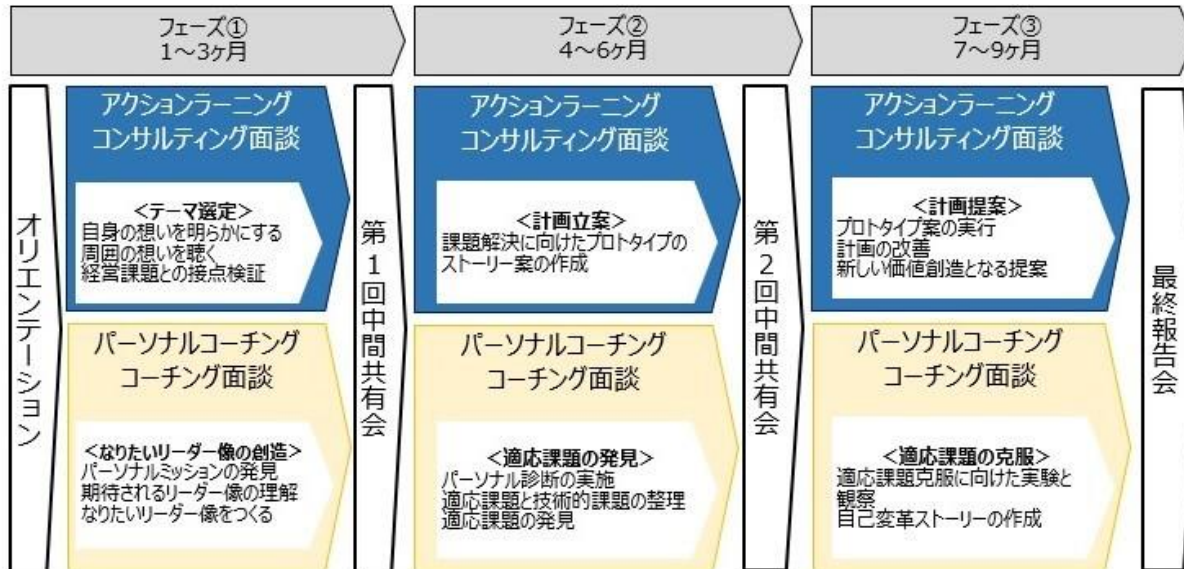 フェーズ①
1～3ヶ月
フェーズ②
4～6ヶ月
フェーズ③
7～9ヶ月
オリエンテーション
アクションラーニング
コンサルティング面談
<テーマ選定>
自身の想いを明らかにする
周囲の想いを聴く
経営課題との接点検証
パーソナルコーチング
コーチング面談
<なりたいリーダー像の創造>
パーソナルミッションの発見
期待されるリーダー像の理解
なりたいリーダー像をつくる
第1回中間共有会
アクションラーニング
コンサルティング面談
<計画立案>
課題解決に向けたプロトタイプの
ストーリー案の作成
パーソナルコーチング
コーチング面談
<適応課題の発見>
パーソナル診断の実施
適応課題と技術的課題の整理
適応課題の発見
第2回中間共有会
アクションラーニング
コンサルティング面談
<計画提案>
プロトタイプ案の実行
計画の改善
新しい価値創造となる提案
パーソナルコーチング
コーチング面談
<適応課題の克服>
適応課題克服に向けた実験と
観察
自己変革ストーリーの作成
最終報告会